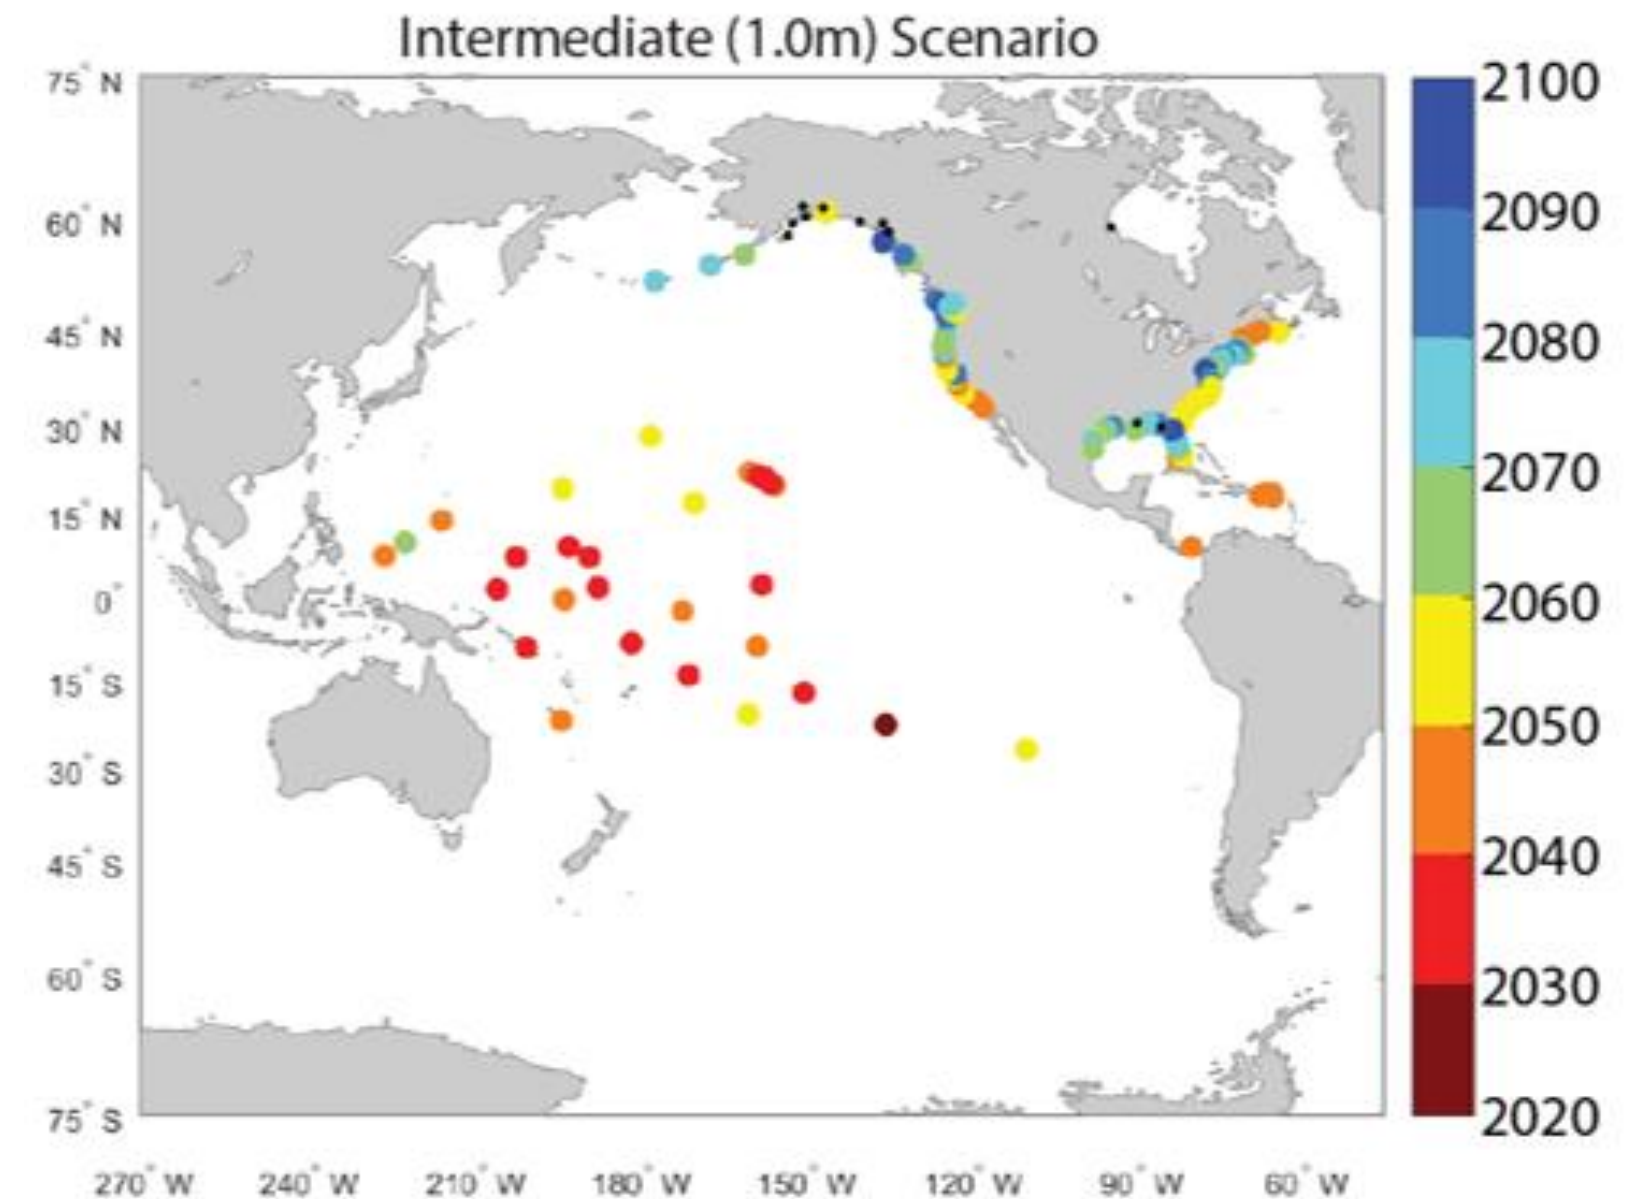 Intermediate (1.0m) Scenario
75° N
60° N
45° N
30° N
15° N
0°
15° S
30° S
45° S
60° S
75° S
270° W 240° W 210° W 180° W 150° W 120° W 90° W 60° W
2100
2090
2080
2070
2060
2050
2040
2030
2020